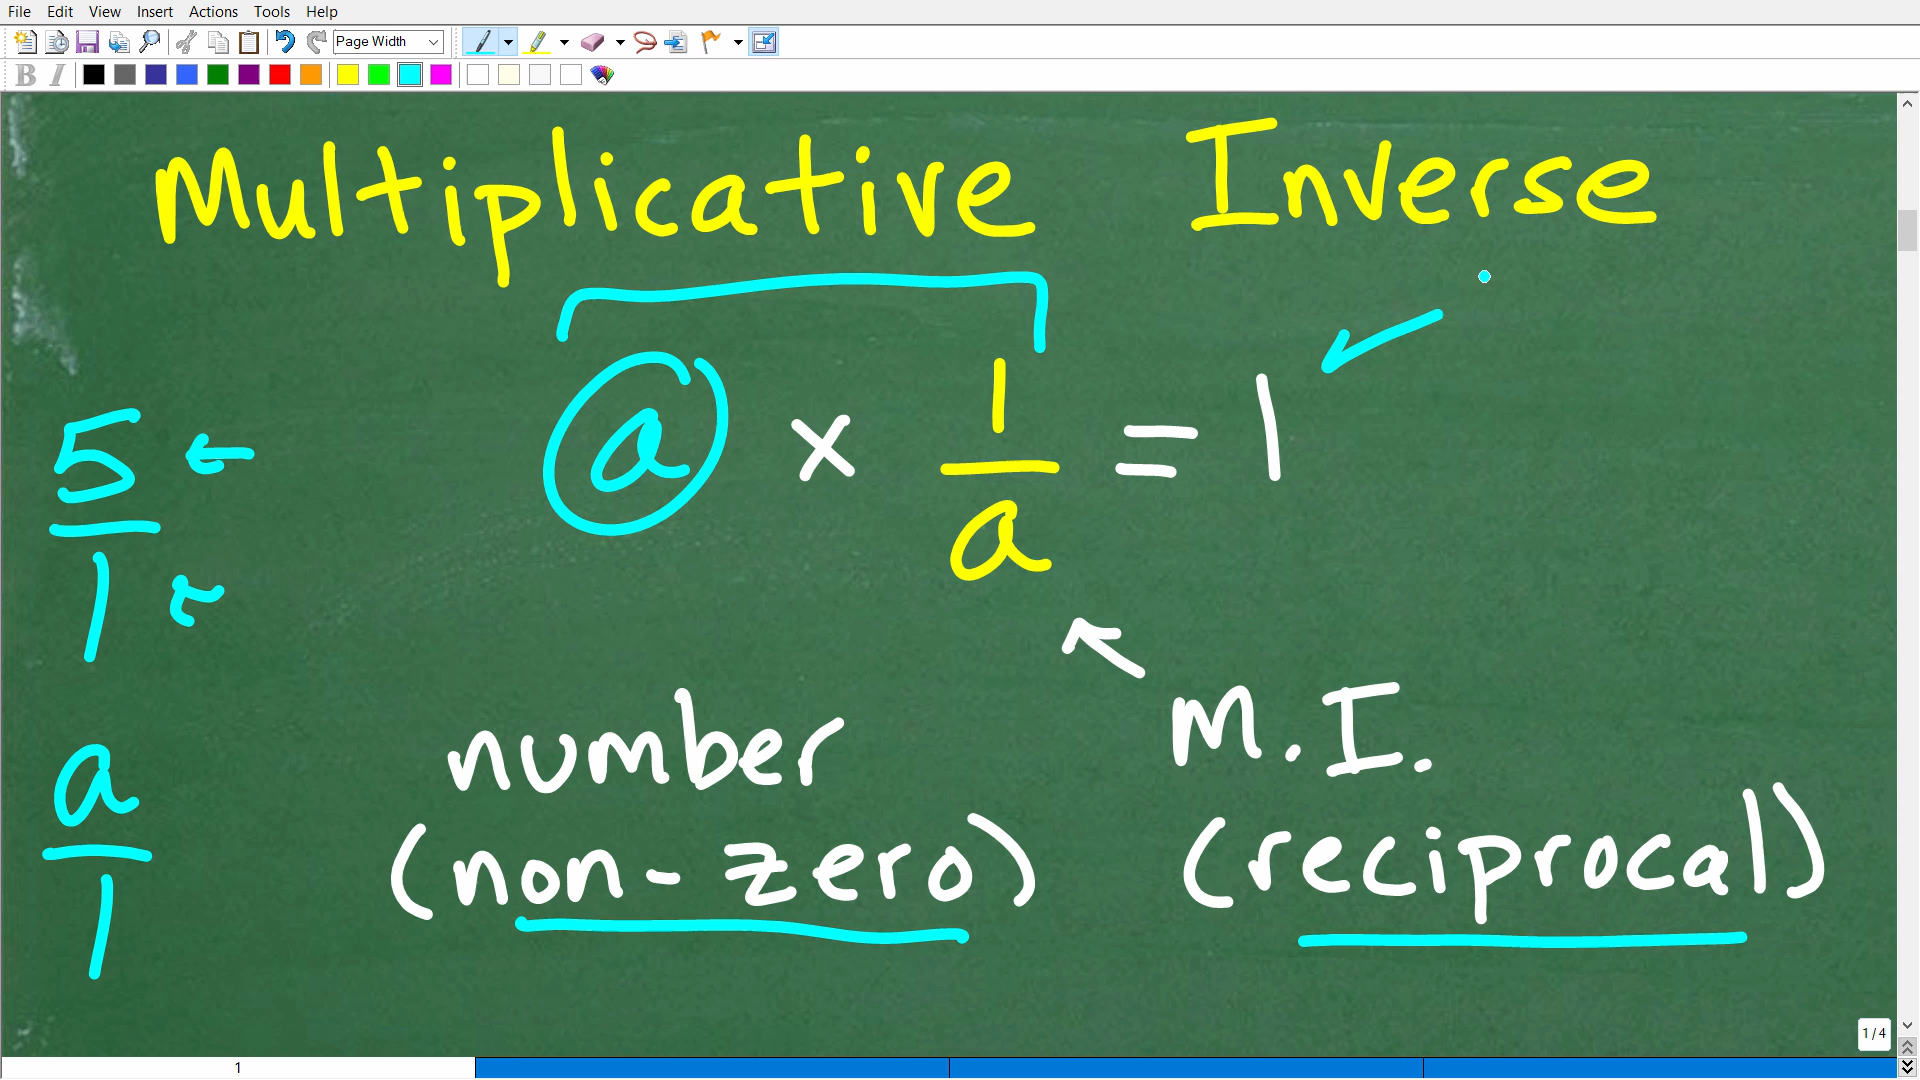 File Edit View Insert Actions Tools Help
Page Width
B I
Multiplicative Inverse
a × 1/a = 1
5
1
number M.I.
(non-zero) (reciprocal)
a
1
1 / 4
1